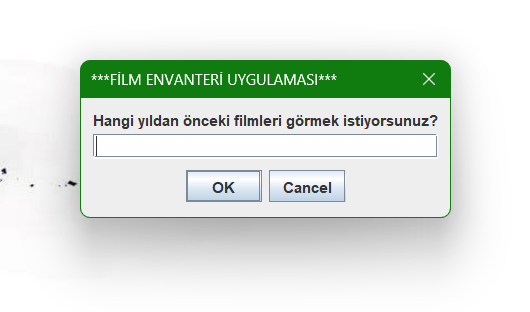 ***FİLM ENVANTERİ UYGULAMASI***
Hangi yıldan önceki filmleri görmek istiyorsunuz?
OK
Cancel